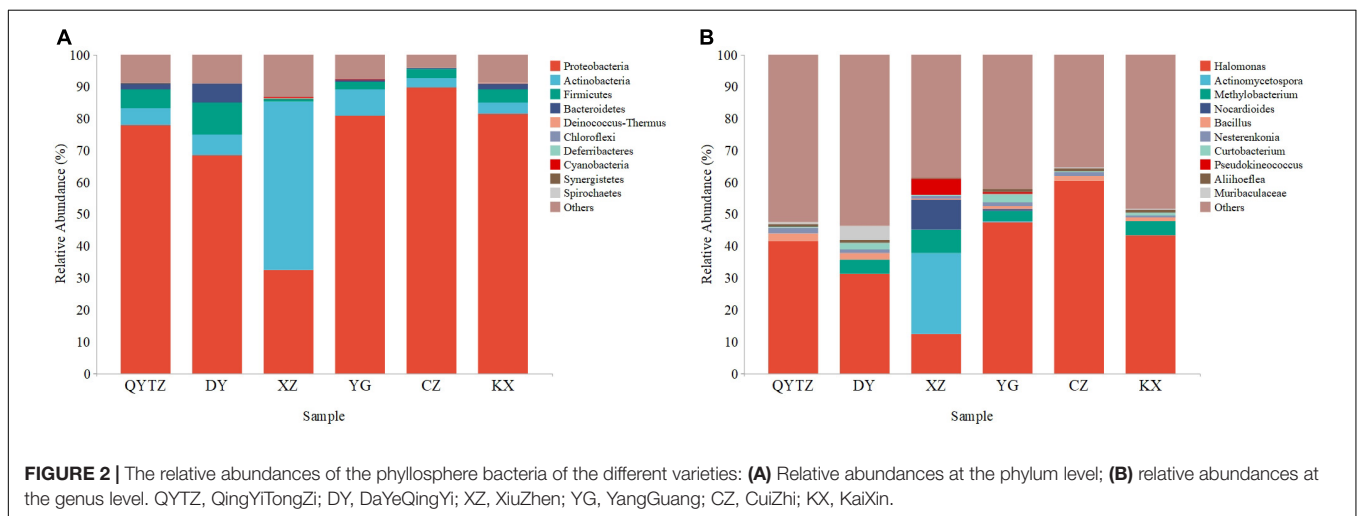 A
100
90
80
70
60
50
40
30
20
10
0
Relative Abundance (%)
QYTZ DY XZ YG CZ KX
Sample
Proteobacteria
Actinobacteria
Firmicutes
Bacteroidetes
Deinococcus-Thermus
Chloroflexi
Deferribacteres
Cyanobacteria
Synergistetes
Spirochaetes
Others
B
100
90
80
70
60
50
40
30
20
10
0
Relative Abundance (%)
QYTZ DY XZ YG CZ KX
Sample
Halomonas
Actinomycetospora
Methylobacterium
Nocardioides
Bacillus
Nesterenkonia
Curtobacterium
Pseudokineococcus
Aliihoeflea
Muribaculaceae
Others
FIGURE 2 | The relative abundances of the phyllosphere bacteria of the different varieties: (A) Relative abundances at the phylum level; (B) relative abundances at
the genus level. QYTZ, QingYiTongZi; DY, DaYeQingYi; XZ, XiuZhen; YG, YangGuang; CZ, CuiZhi; KX, KaiXin.